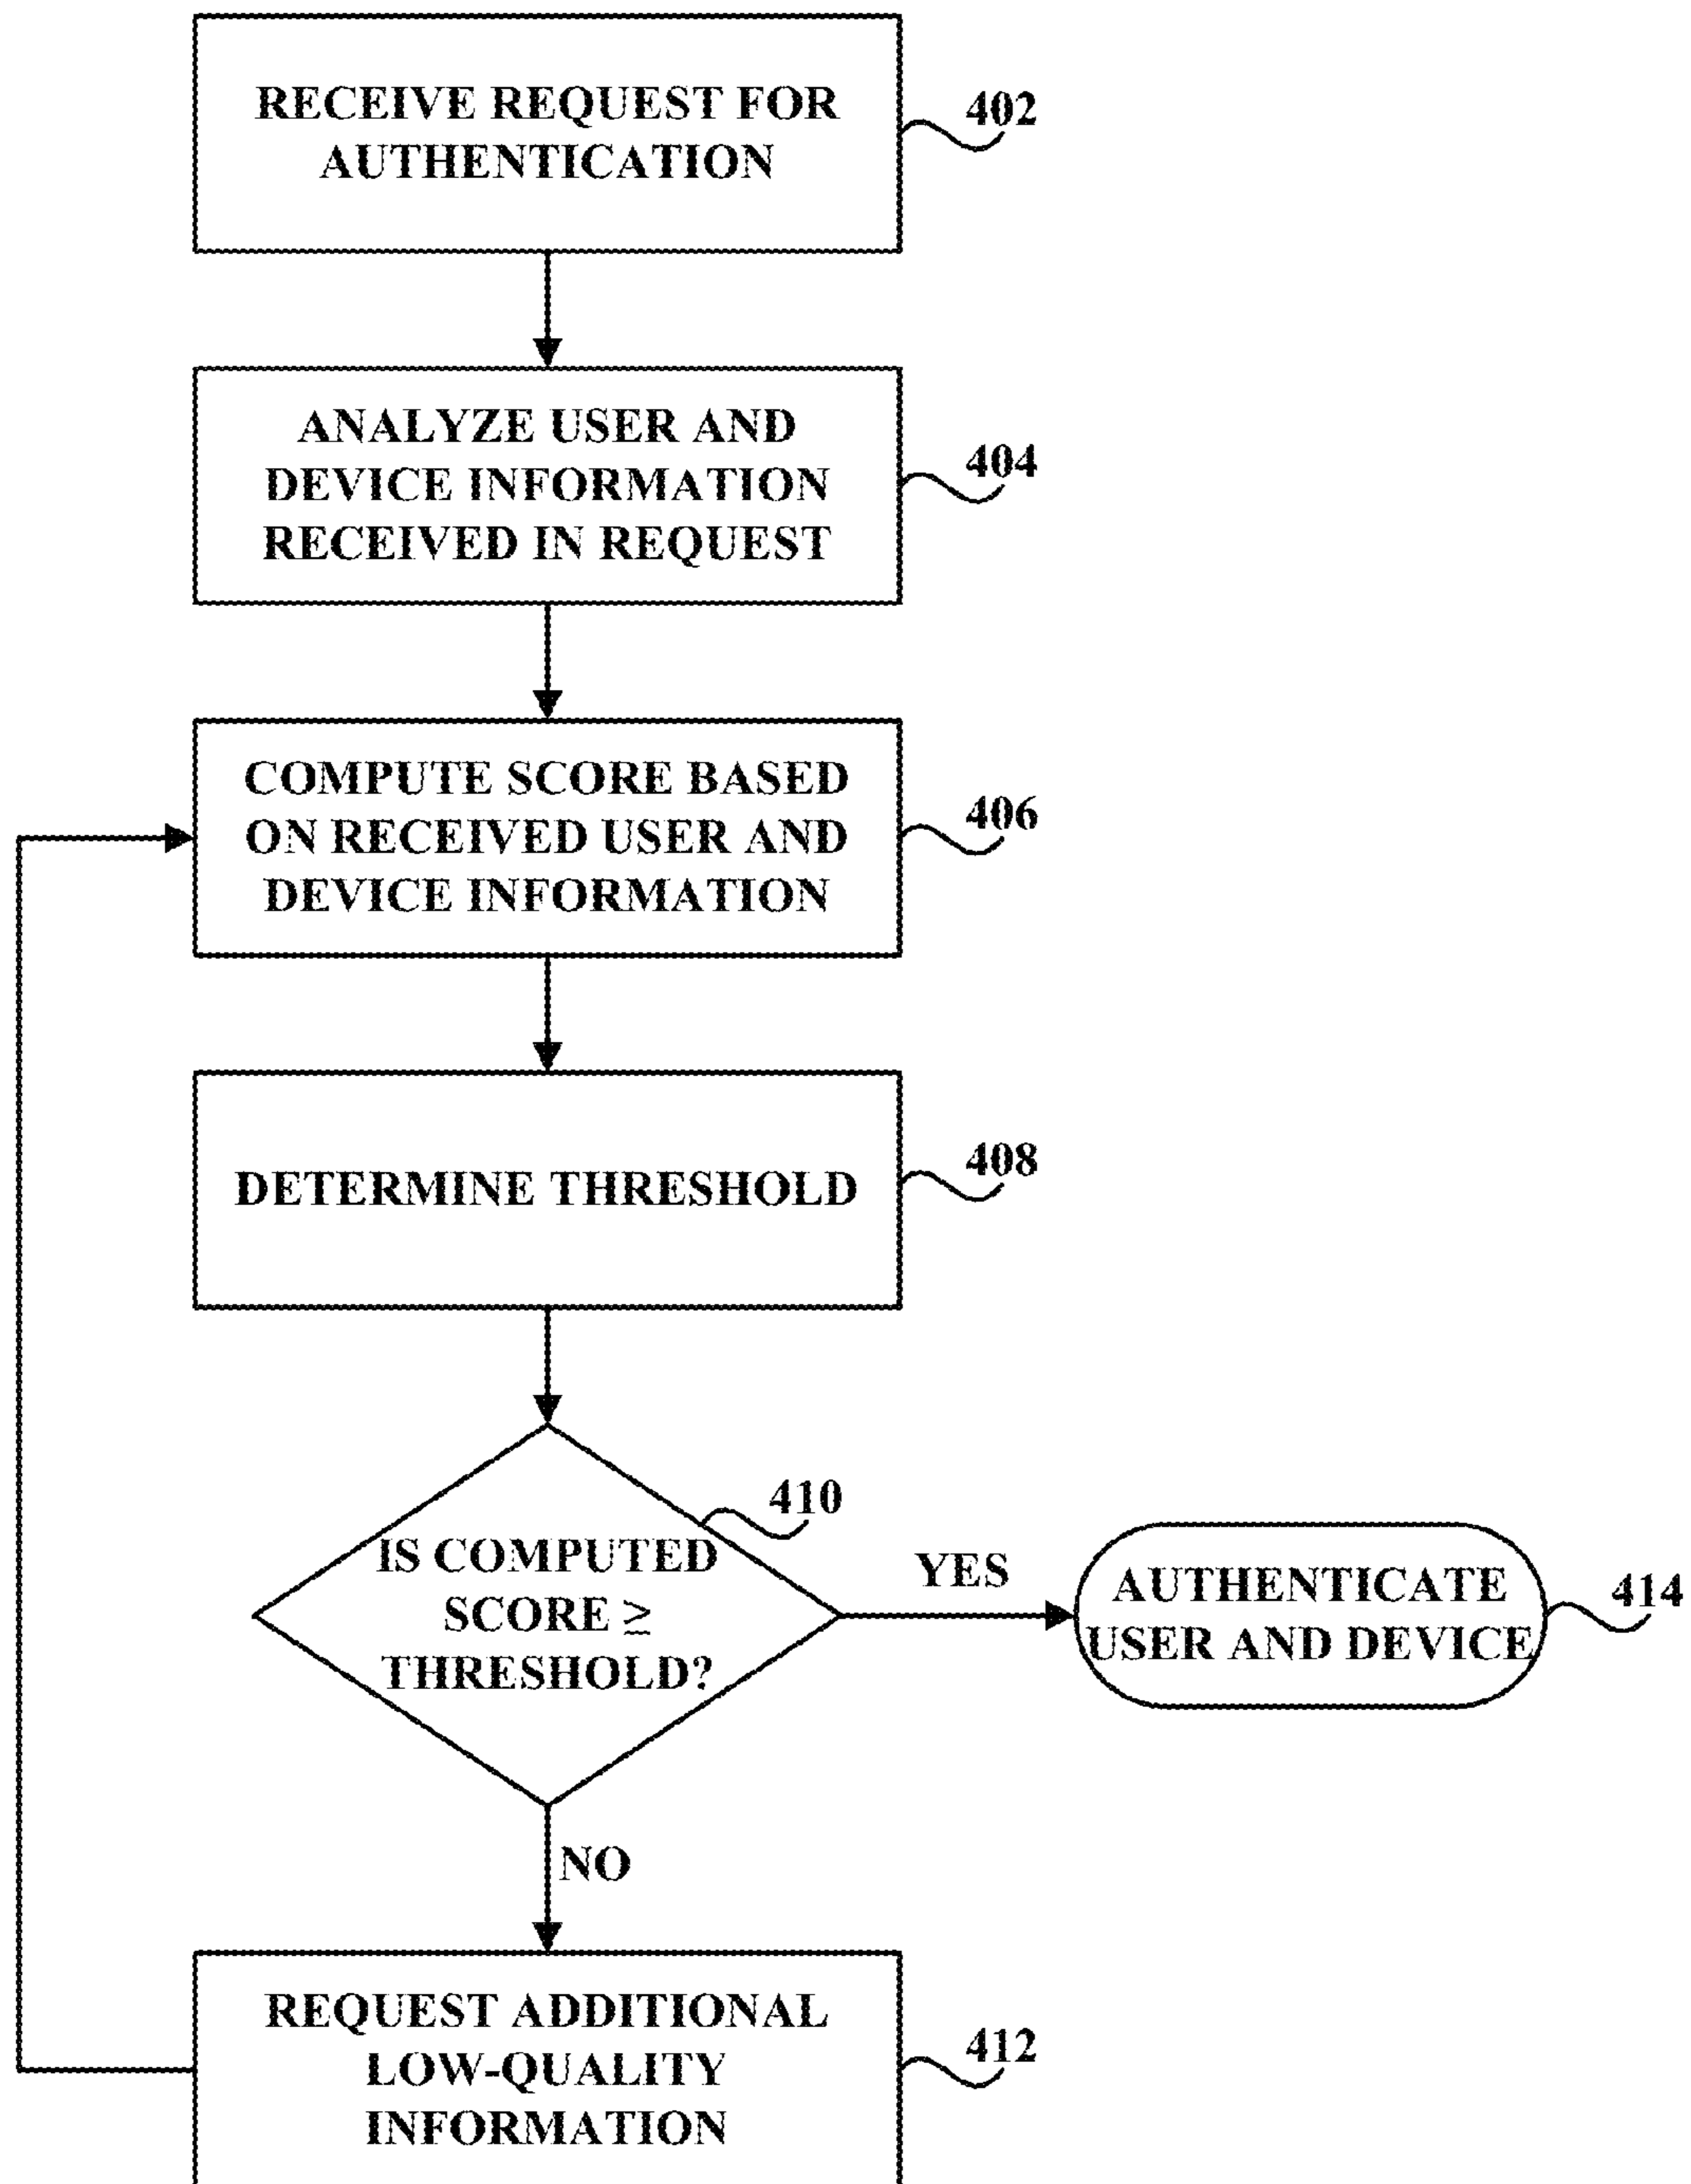 RECEIVE REQUEST FOR
AUTHENTICATION
402
ANALYZE USER AND
DEVICE INFORMATION
RECEIVED IN REQUEST
404
COMPUTE SCORE BASED
ON RECEIVED USER AND
DEVICE INFORMATION
406
DETERMINE THRESHOLD
408
410
IS COMPUTED
SCORE ≥
THRESHOLD?
YES
AUTHENTICATE
USER AND DEVICE
414
NO
REQUEST ADDITIONAL
LOW-QUALITY
INFORMATION
412